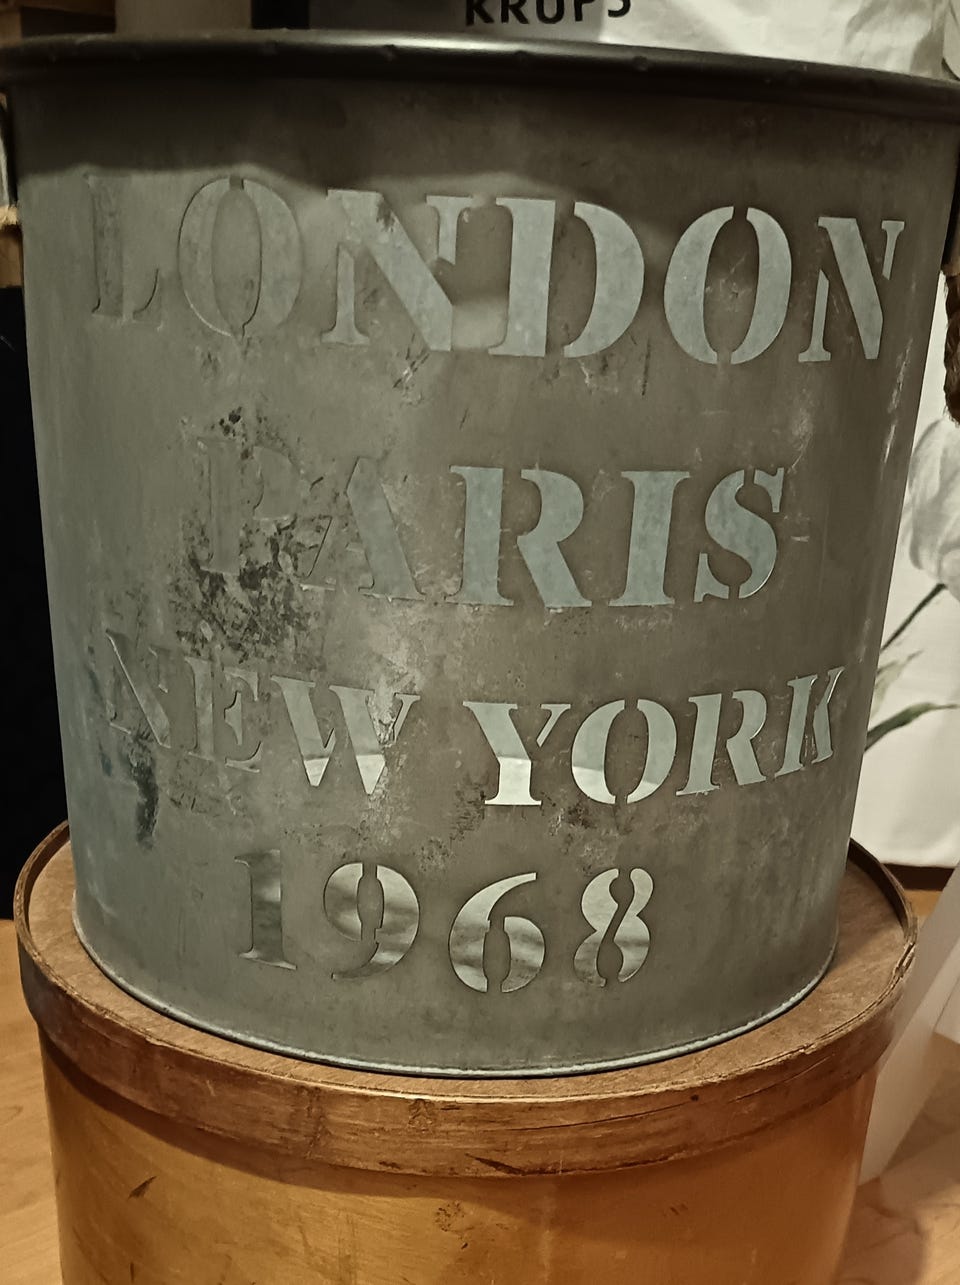 KRUPS
LONDON
PARIS
NEW YORK
1968